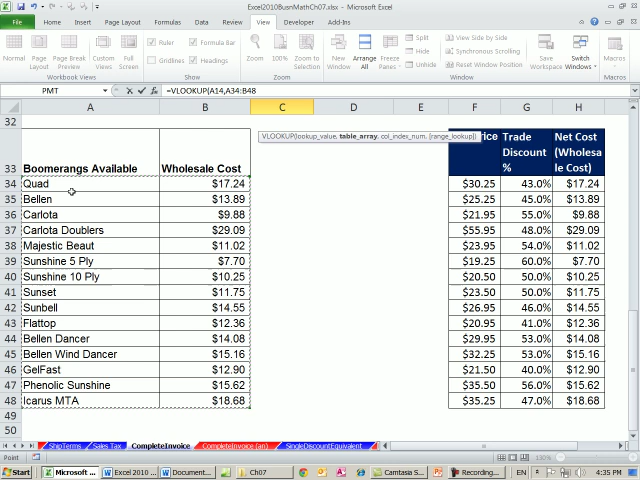 Excel2010BusnMathCh07.xlsx - Microsoft Excel
File Home Insert Page Layout Formulas Data Review View Developer Add-Ins
Normal Page Layout Full Screen Ruler Formula Bar Gridlines Headings Zoom 100% Zoom to Selection New Window Arrange All Split Hide View Side by Side Synchronous Scrolling Reset Window Position Save Workspace Switch Windows Macros
Workbook Views Show Zoom Window Macros
PMT =VLOOKUP(A14,A34:B48
A B C D E F G H
32
VLOOKUP(lookup_value, table_array, col_index_num, [range_lookup])
33 Boomerangs Available Wholesale Cost Trade Discount % Net Cost (Wholesale Cost)
34 Quad $17.24 $30.25 43.0% $17.24
35 Bellen $13.89 $25.25 45.0% $13.89
36 Carlota $9.88 $21.95 55.0% $9.88
37 Carlota Doublers $29.09 $55.95 48.0% $29.09
38 Majestic Beaut $11.02 $23.95 54.0% $11.02
39 Sunshine 5 Ply $7.70 $19.25 60.0% $7.70
40 Sunshine 10 Ply $10.25 $20.50 50.0% $10.25
41 Sunset $11.75 $23.50 50.0% $11.75
42 Sunbell $14.55 $26.95 46.0% $14.55
43 Flattop $12.36 $20.95 41.0% $12.36
44 Bellen Dancer $14.08 $29.95 53.0% $14.08
45 Bellen Wind Dancer $15.16 $32.25 53.0% $15.16
46 GelFast $12.90 $21.50 40.0% $12.90
47 Phenolic Sunshine $15.62 $35.50 56.0% $15.62
48 Icarus MTA $18.68 $35.25 47.0% $18.68
49
50
ShipTerms Sales Tax CompleteInvoice CompleteInvoice (an) SingleDiscountEquivalent
Point 130%
Start Microsoft ... Excel 2010 ... Document... Ch07 Camtasia S... Recording... EN 4:35 PM